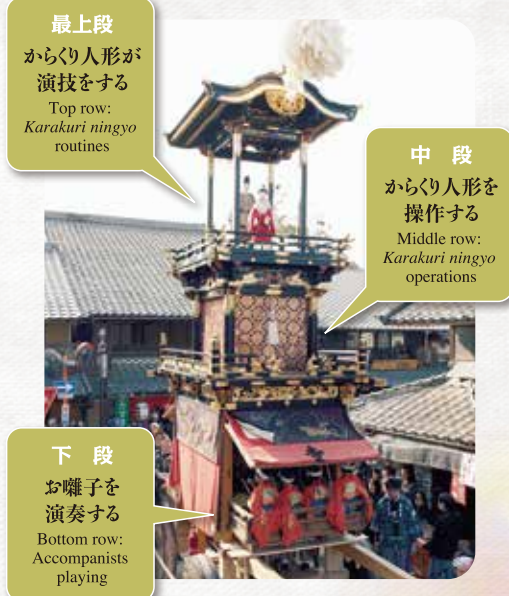 最上段
からくり人形が
演技をする
Top row:
Karakuri ningyo
routines
中 段
からくり人形を
操作する
Middle row:
Karakuri ningyo
operations
下 段
お囃子を
演奏する
Bottom row:
Accompanists
playing